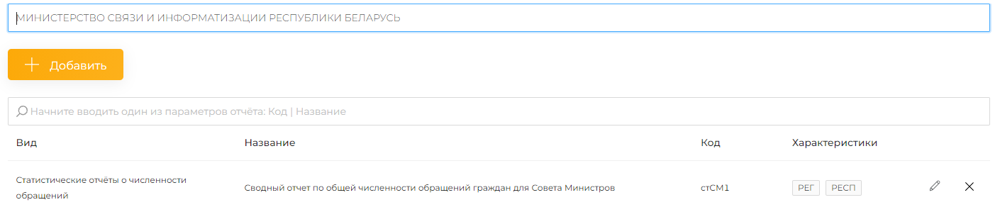 МИНИСТЕРСТВО СВЯЗИ И ИНФОРМАТИЗАЦИИ РЕСПУБЛИКИ БЕЛАРУСЬ
Добавить
Начните вводить один из параметров отчёта: Код | Название
Вид Название Код Характеристики
Статистические отчёты о численности
обращений
Сводный отчет по общей численности обращений граждан для Совета Министров
стСМ1
РЕГ РЕСП